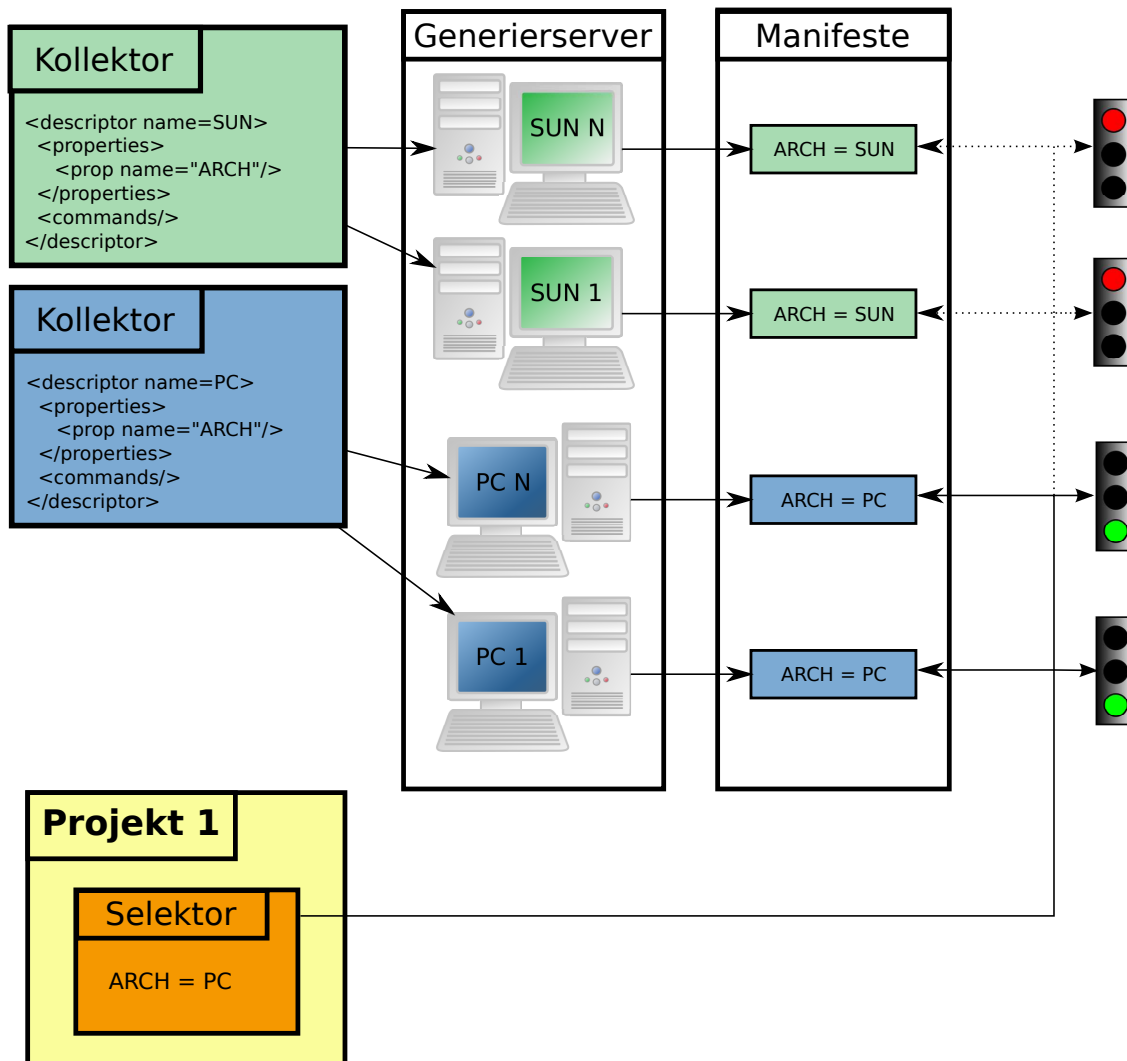 Kollektor
<descriptor name=SUN>
<properties>
<prop name="ARCH"/>
</properties>
<commands/>
</descriptor>
Kollektor
<descriptor name=PC>
<properties>
<prop name="ARCH"/>
</properties>
<commands/>
</descriptor>
Generierserver
SUN N
SUN 1
PC N
PC 1
Manifeste
ARCH = SUN
ARCH = SUN
ARCH = PC
ARCH = PC
Projekt 1
Selektor
ARCH = PC